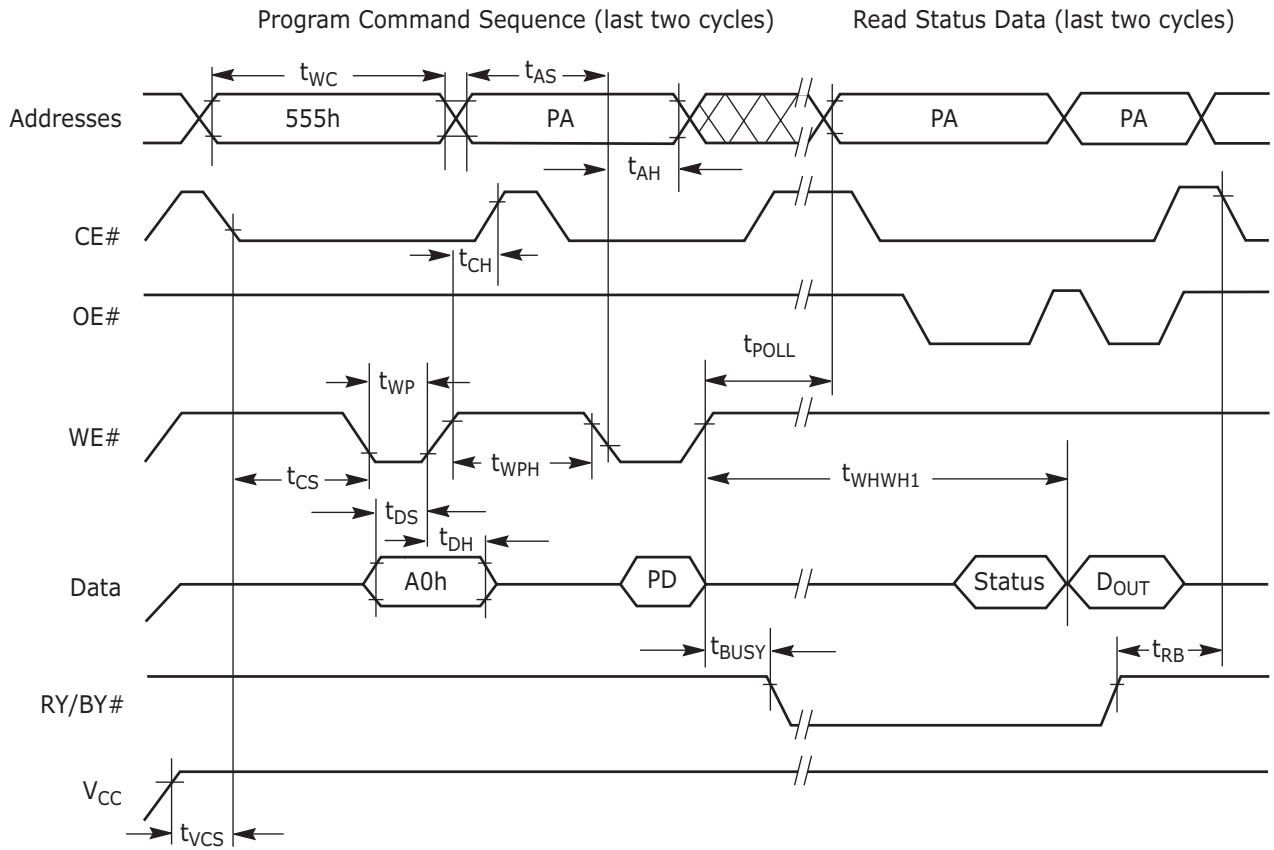 Program Command Sequence (last two cycles)
Read Status Data (last two cycles)
tWC
tAS
Addresses
555h
PA
PA
PA
tAH
CE#
tCH
OE#
tPOLL
tWP
WE#
tCS
tWPH
tWHWH1
tDS
tDH
Data
A0h
PD
Status
DOUT
tBUSY
tRB
RY/BY#
VCC
tVCS